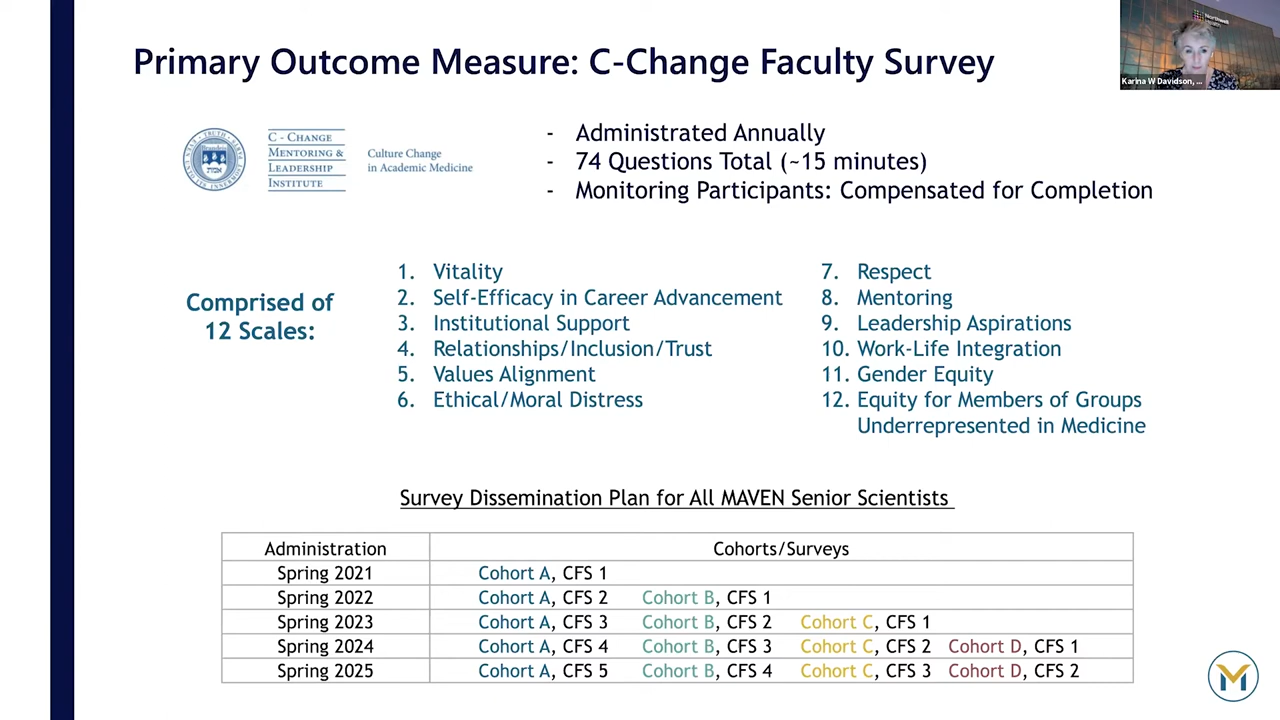 Primary Outcome Measure: C-Change Faculty Survey
Northwell
Health
Karina W Davidson, ...
Brandeis
C - Change
Mentoring &
Leadership
Institute
Culture Change
in Academic Medicine
- Administrated Annually
- 74 Questions Total (~15 minutes)
- Monitoring Participants: Compensated for Completion
Comprised of
12 Scales:
1. Vitality
2. Self-Efficacy in Career Advancement
3. Institutional Support
4. Relationships/Inclusion/Trust
5. Values Alignment
6. Ethical/Moral Distress
7. Respect
8. Mentoring
9. Leadership Aspirations
10. Work-Life Integration
11. Gender Equity
12. Equity for Members of Groups
Underrepresented in Medicine
Survey Dissemination Plan for All MAVEN Senior Scientists
Administration Cohorts/Surveys
Spring 2021 Cohort A, CFS 1
Spring 2022 Cohort A, CFS 2 Cohort B, CFS 1
Spring 2023 Cohort A, CFS 3 Cohort B, CFS 2 Cohort C, CFS 1
Spring 2024 Cohort A, CFS 4 Cohort B, CFS 3 Cohort C, CFS 2 Cohort D, CFS 1
Spring 2025 Cohort A, CFS 5 Cohort B, CFS 4 Cohort C, CFS 3 Cohort D, CFS 2